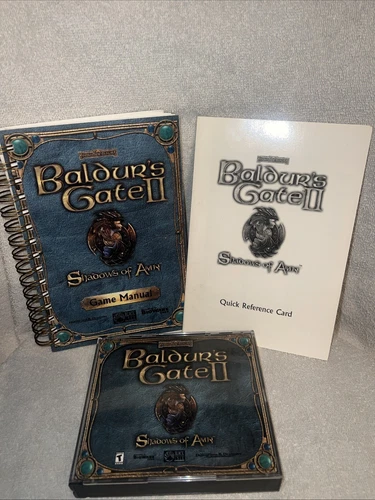 Baldur's
Gate II
Shadows of Amn
Game Manual
Baldur's
Gate II
Shadows of Amn
Quick Reference Card
Baldur's
Gate II
Shadows of Amn
T